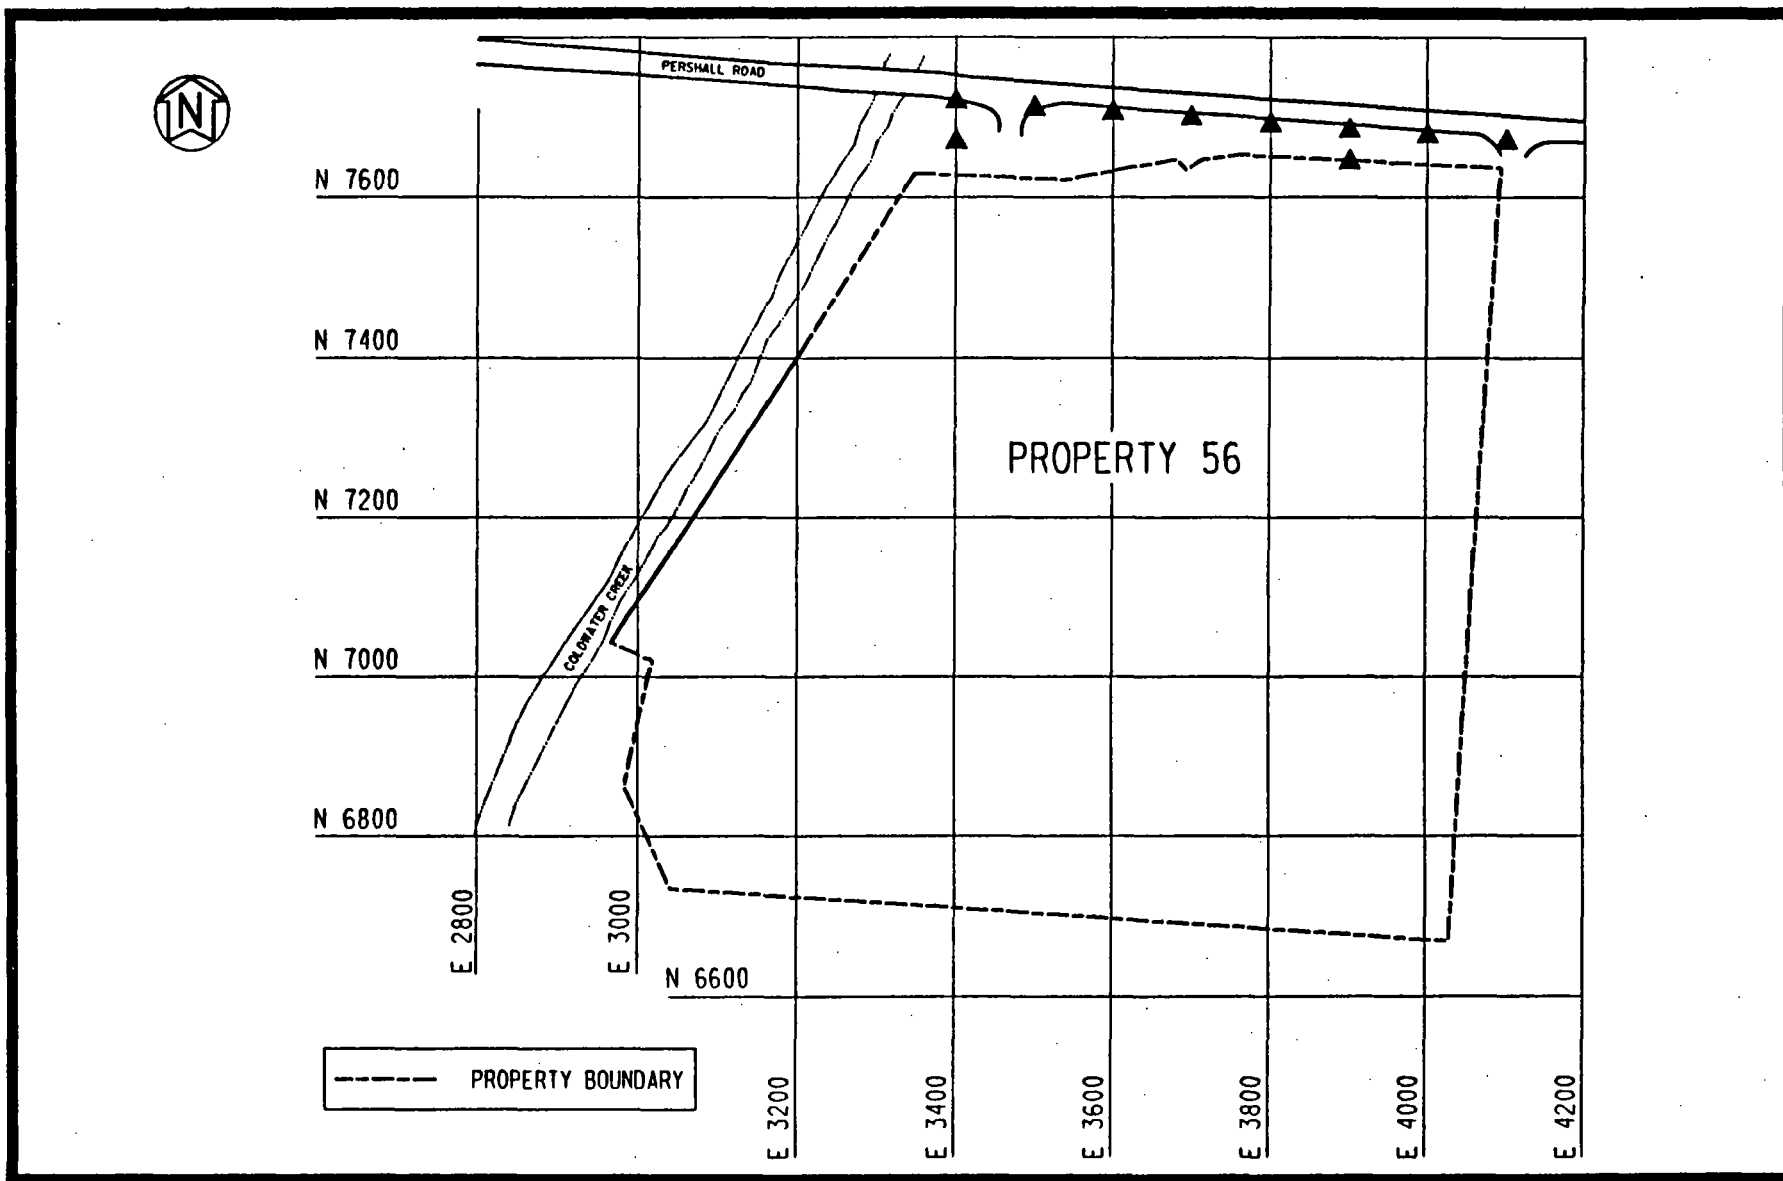 PERSHALL ROAD
N
N 7600
N 7400
PROPERTY 56
N 7200
COLDWATER CREEK
N 7000
N 6800
E 2800
E 3000
N 6600
PROPERTY BOUNDARY
E 3200
E 3400
E 3600
E 3800
E 4000
E 4200